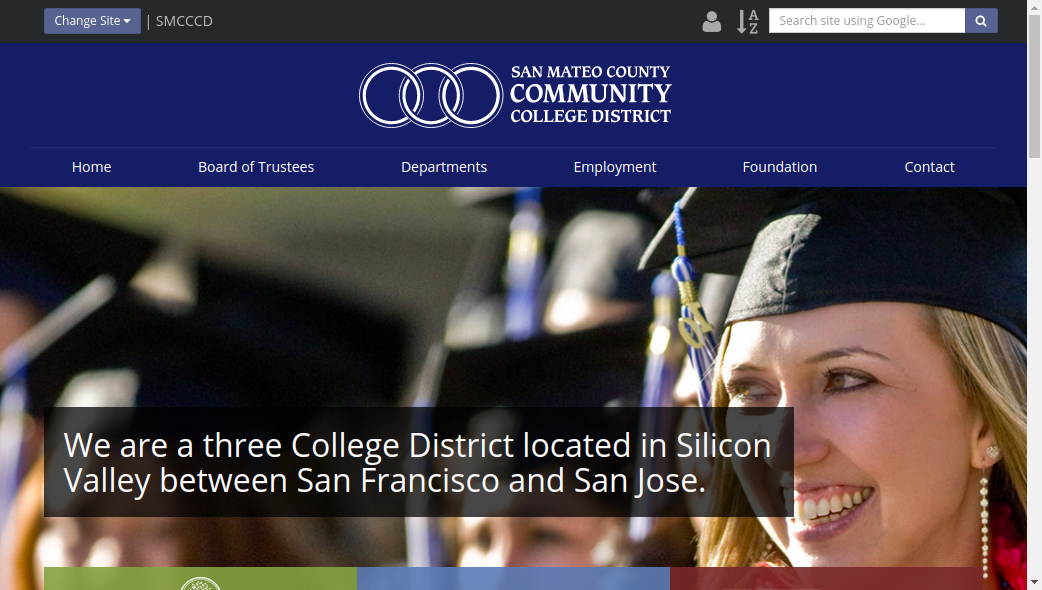 Change Site | SMCCCD
A
Z
Search site using Google...
SAN MATEO COUNTY
COMMUNITY
COLLEGE DISTRICT
Home Board of Trustees Departments Employment Foundation Contact
We are a three College District located in Silicon
Valley between San Francisco and San Jose.